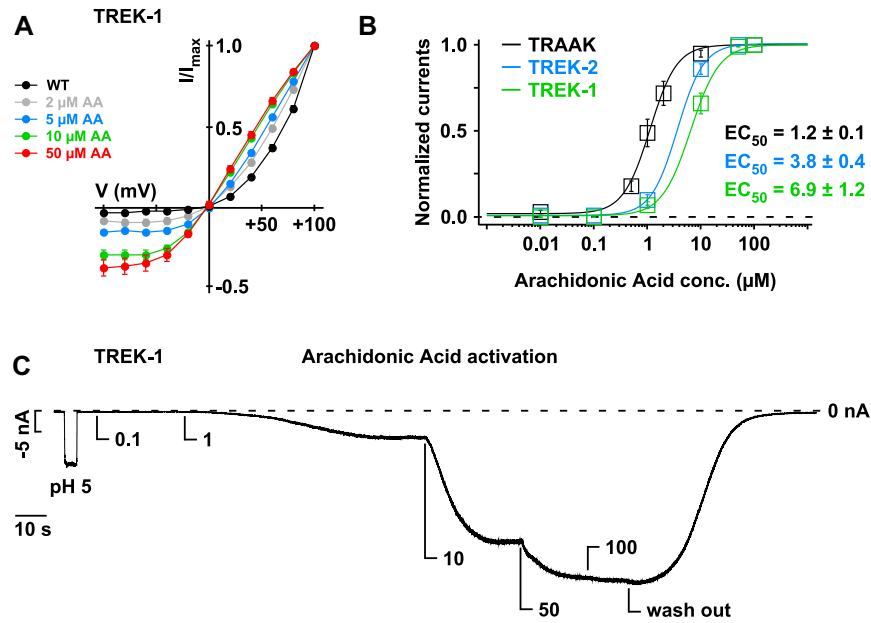 A
TREK-1
I/Imax
1.0
0.5
WT
2 µM AA
5 µM AA
10 µM AA
50 µM AA
V (mV)
+50
+100
-0.5
B
Normalized currents
1.0
0.5
0.0
TRAAK
TREK-2
TREK-1
EC50 = 1.2 ± 0.1
EC50 = 3.8 ± 0.4
EC50 = 6.9 ± 1.2
0.01
0.1
1
10
100
Arachidonic Acid conc. (µM)
C
TREK-1
Arachidonic Acid activation
-5 nA
0 nA
0.1
1
pH 5
10 s
10
50
100
wash out